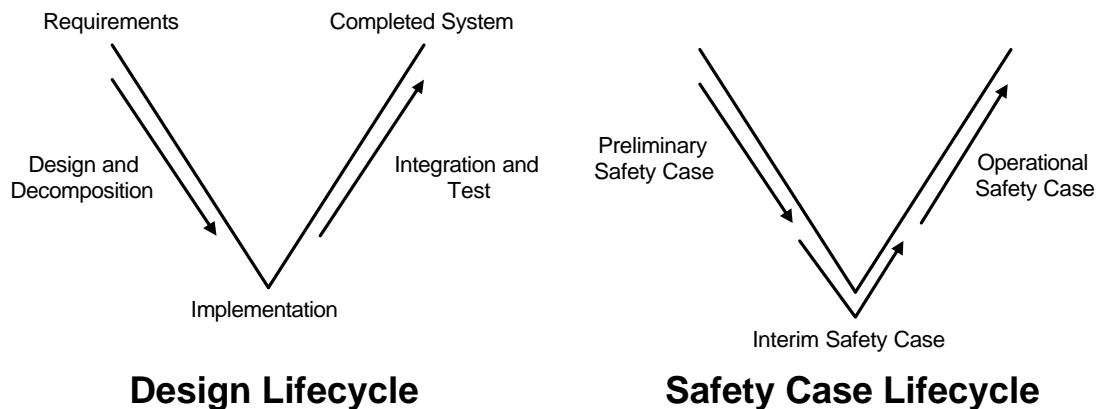 Requirements
Completed System
Design and
Decomposition
Integration and
Test
Implementation
Design Lifecycle
Preliminary
Safety Case
Operational
Safety Case
Interim Safety Case
Safety Case Lifecycle